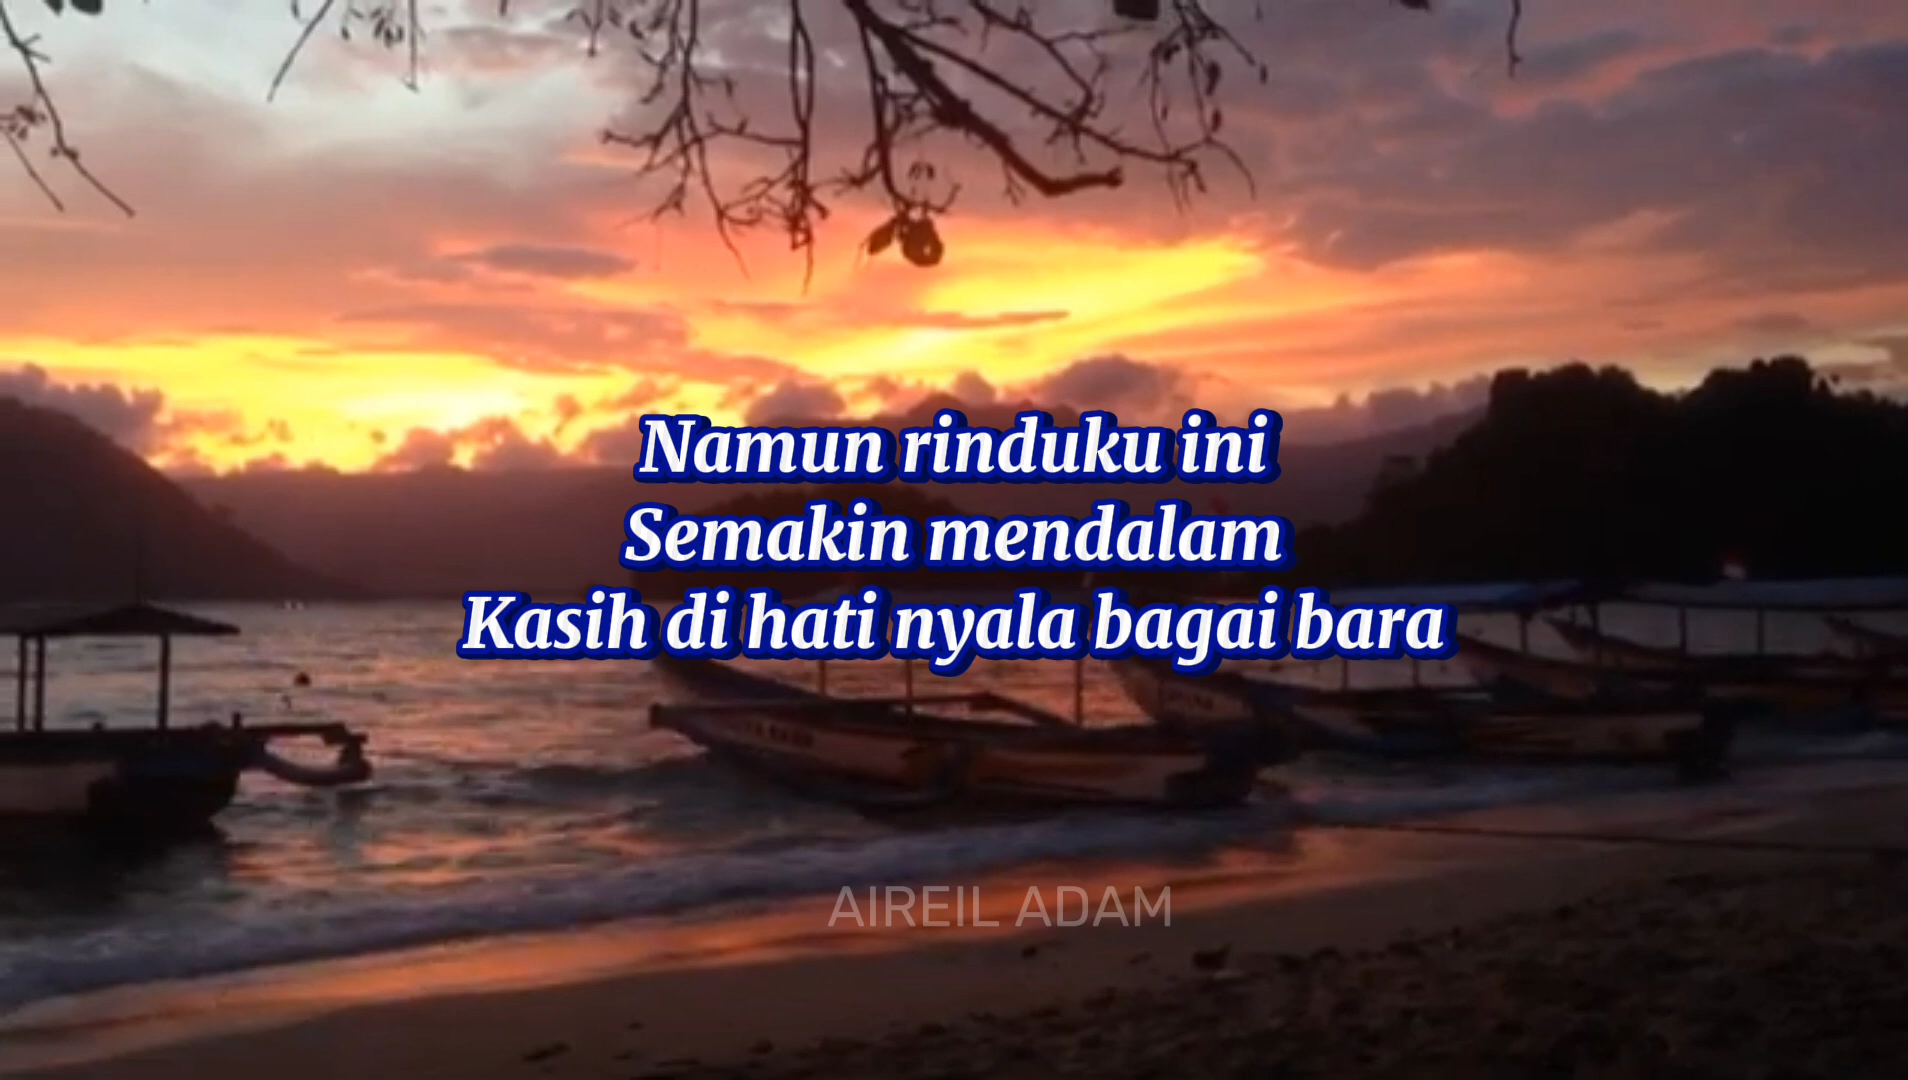 Namun rinduku ini
Semakin mendalam
Kasih di hati nyala bagai bara
AIREIL ADAM